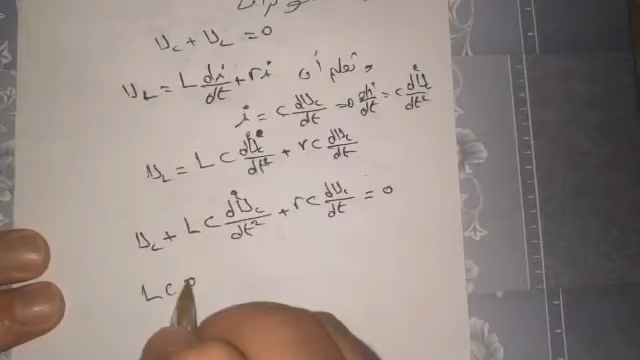 U_c + U_L = 0
U_L = L di/dt + ri و نعلم أن
i = C dU_c/dt => di/dt = C d²U_c/dt²
U_L = L C d²U_c/dt² + r C dU_c/dt
U_c + L C d²U_c/dt² + r C dU_c/dt = 0
L C